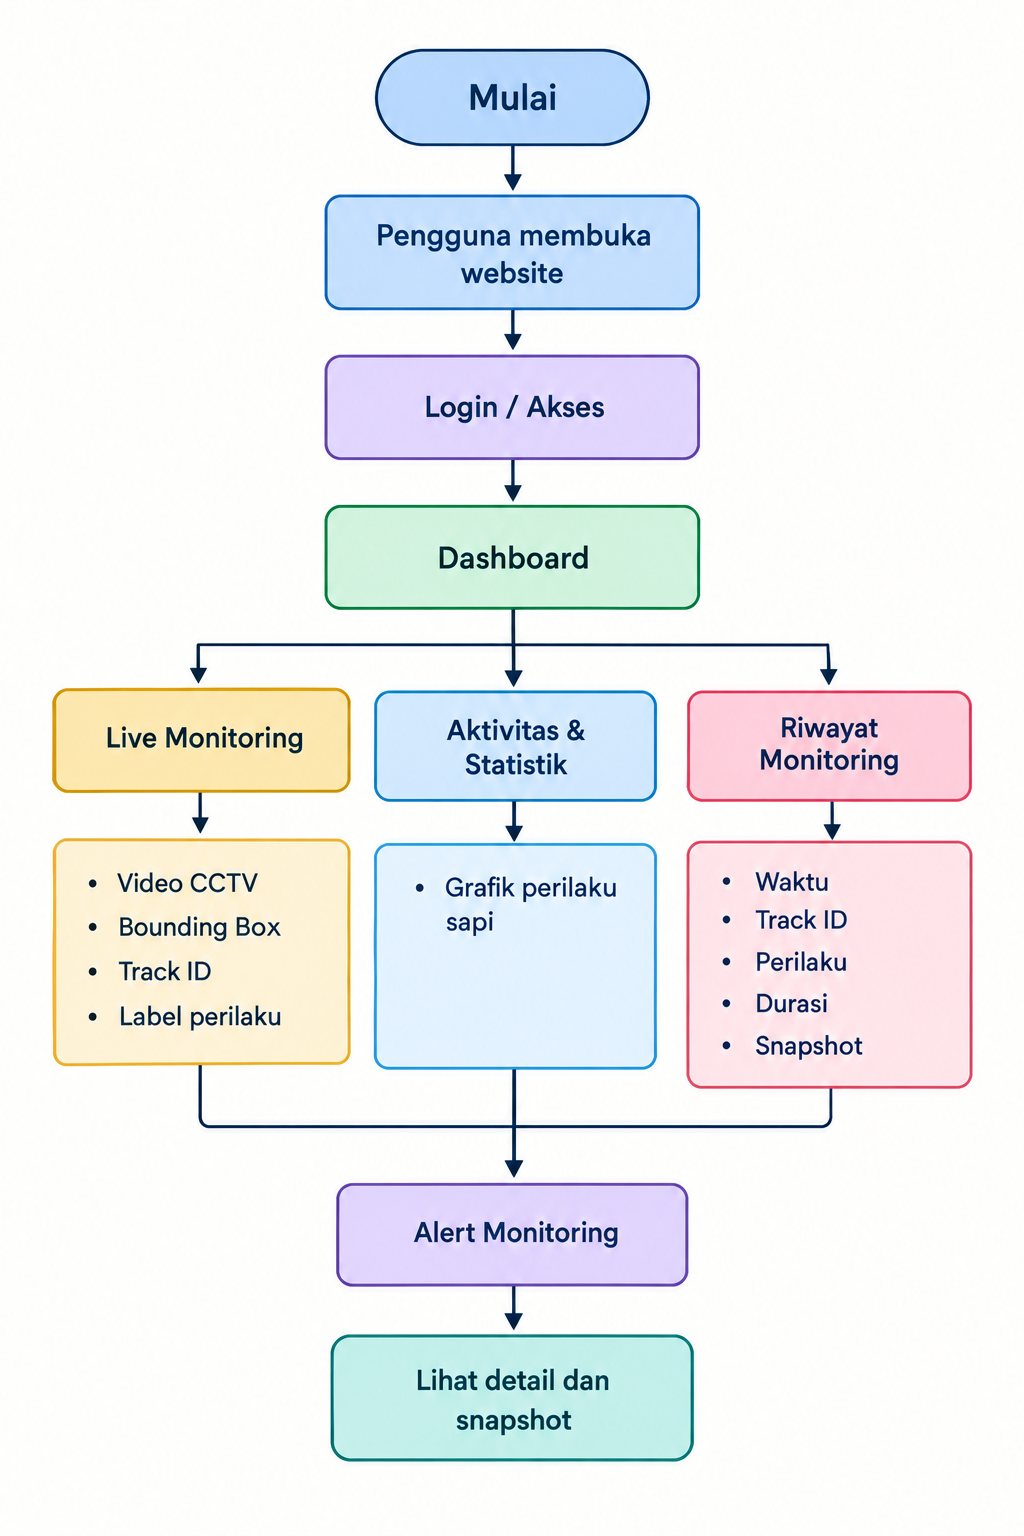 Mulai
Pengguna membuka
website
Login / Akses
Dashboard
Live Monitoring
Aktivitas &
Statistik
Riwayat
Monitoring
• Video CCTV
• Bounding Box
• Track ID
• Label perilaku
• Grafik perilaku
sapi
• Waktu
• Track ID
• Perilaku
• Durasi
• Snapshot
Alert Monitoring
Lihat detail dan
snapshot